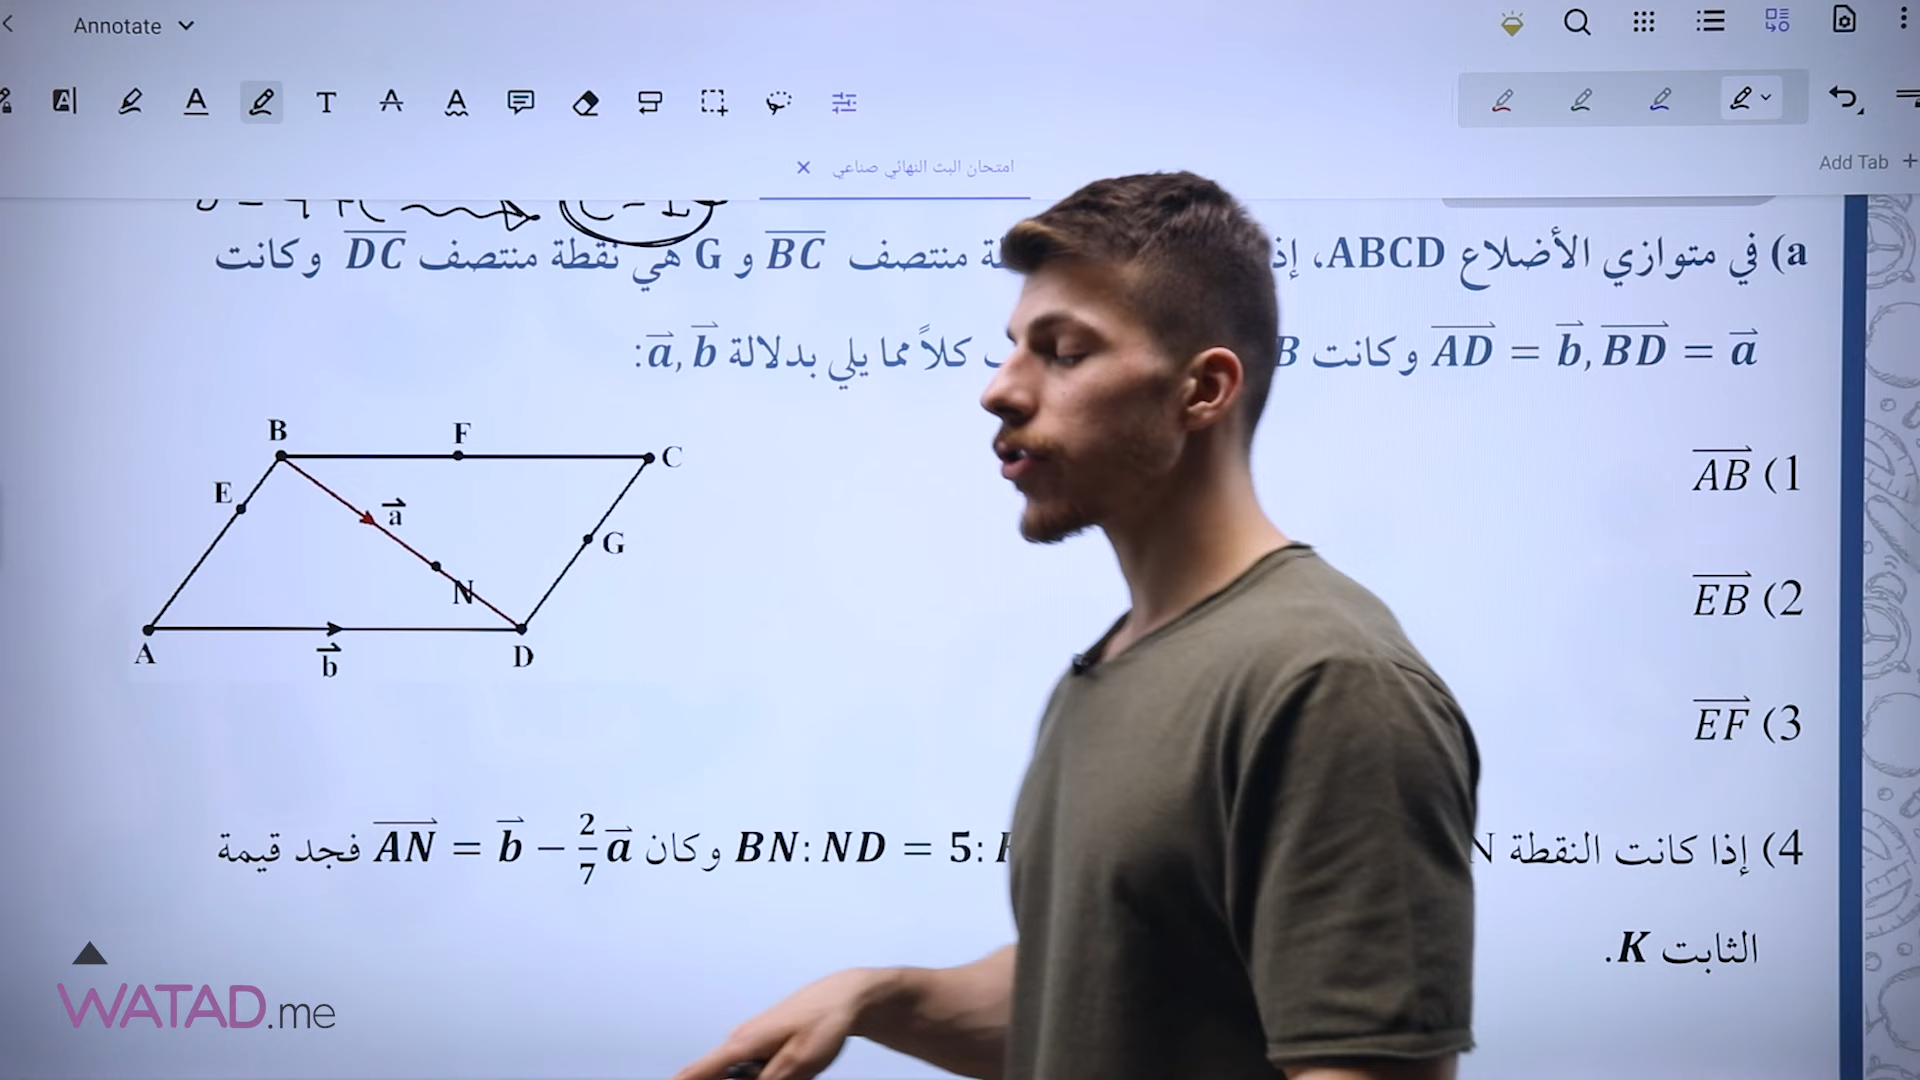 Annotate
امتحان البث النهائي صناعي
Add Tab +
a) في متوازي الأضلاع ABCD، إذ نقطة منتصف BC و G هي نقطة منتصف DC وكانت
AD = b, BD = a وكانت B كلاً مما يلي بدلالة a, b:
B
F
C
E
a
G
N
A
b
D
1) AB
2) EB
3) EF
4) إذا كانت النقطة N BN: ND = 5: وكان AN = b − 2/7 a فجد قيمة
الثابت K.
WATAD.me